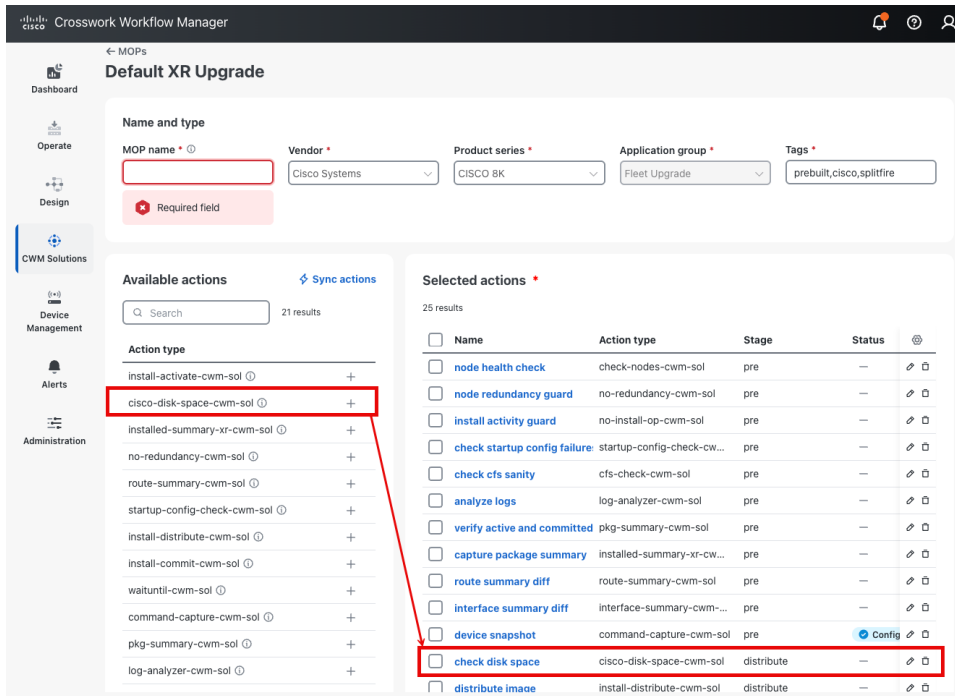 cisco Crosswork Workflow Manager
← MOPs
Default XR Upgrade
Dashboard
Operate
Design
CWM Solutions
Device
Management
Alerts
Administration
Name and type
MOP name * Vendor * Product series * Application group * Tags *
Cisco Systems CISCO 8K Fleet Upgrade prebuilt,cisco,splitfire
Required field
Available actions Sync actions
Search 21 results
Action type
install-activate-cwm-sol +
cisco-disk-space-cwm-sol +
installed-summary-xr-cwm-sol +
no-redundancy-cwm-sol +
route-summary-cwm-sol +
startup-config-check-cwm-sol +
install-distribute-cwm-sol +
install-commit-cwm-sol +
waituntil-cwm-sol +
command-capture-cwm-sol +
pkg-summary-cwm-sol +
log-analyzer-cwm-sol +
Selected actions *
25 results
Name Action type Stage Status
node health check check-nodes-cwm-sol pre —
node redundancy guard no-redundancy-cwm-sol pre —
install activity guard no-install-op-cwm-sol pre —
check startup config failure startup-config-check-cw... pre —
check cfs sanity cfs-check-cwm-sol pre —
analyze logs log-analyzer-cwm-sol pre —
verify active and committed pkg-summary-cwm-sol pre —
capture package summary installed-summary-xr-cw... pre —
route summary diff route-summary-cwm-sol pre —
interface summary diff interface-summary-cwm-... pre —
device snapshot command-capture-cwm-sol pre Config
check disk space cisco-disk-space-cwm-sol distribute —
distribute image install-distribute-cwm-sol distribute —